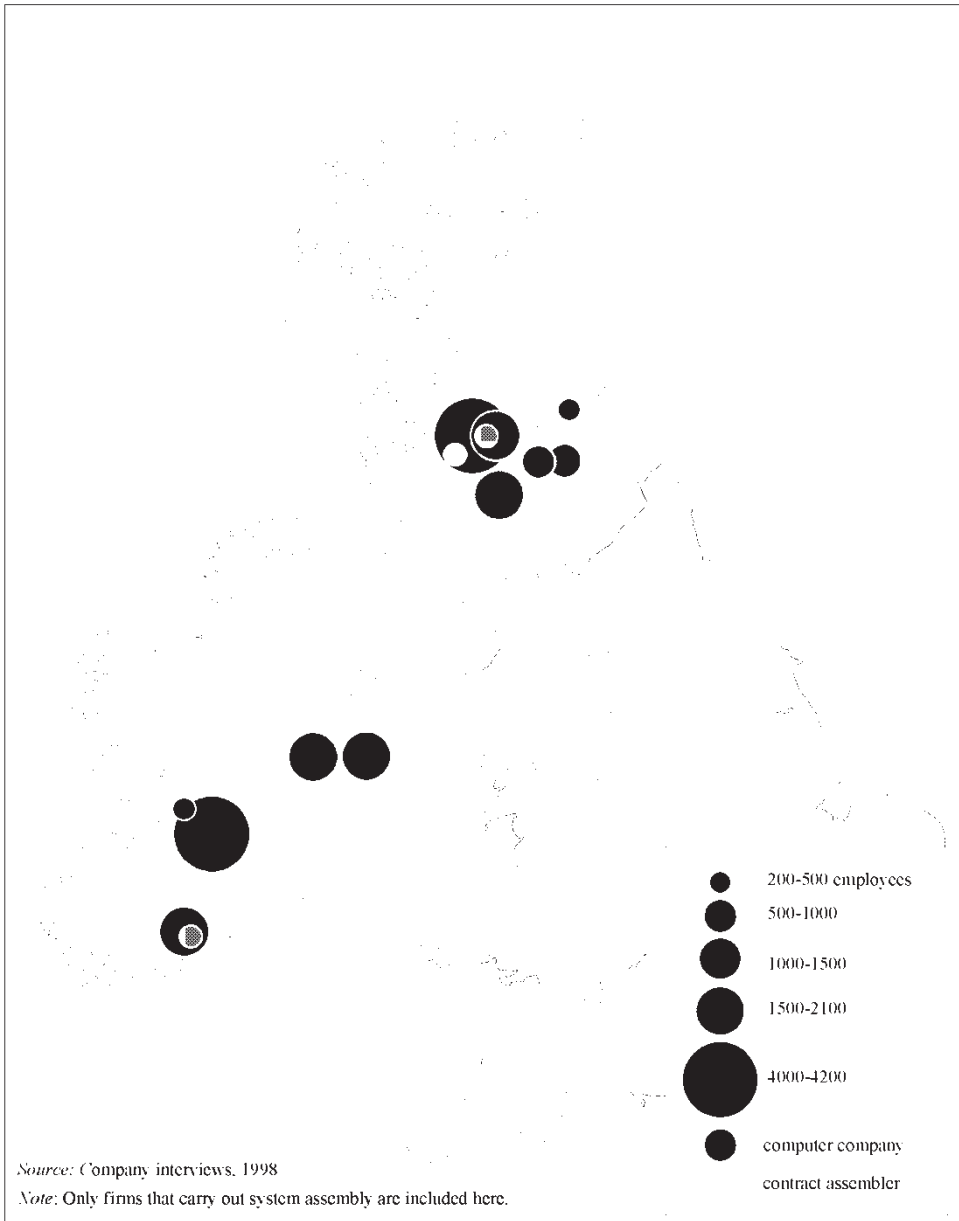 200-500 employees
500-1000
1000-1500
1500-2100
4000-4200
computer company
contract assembler
Source: Company interviews, 1998
Note: Only firms that carry out system assembly are included here.